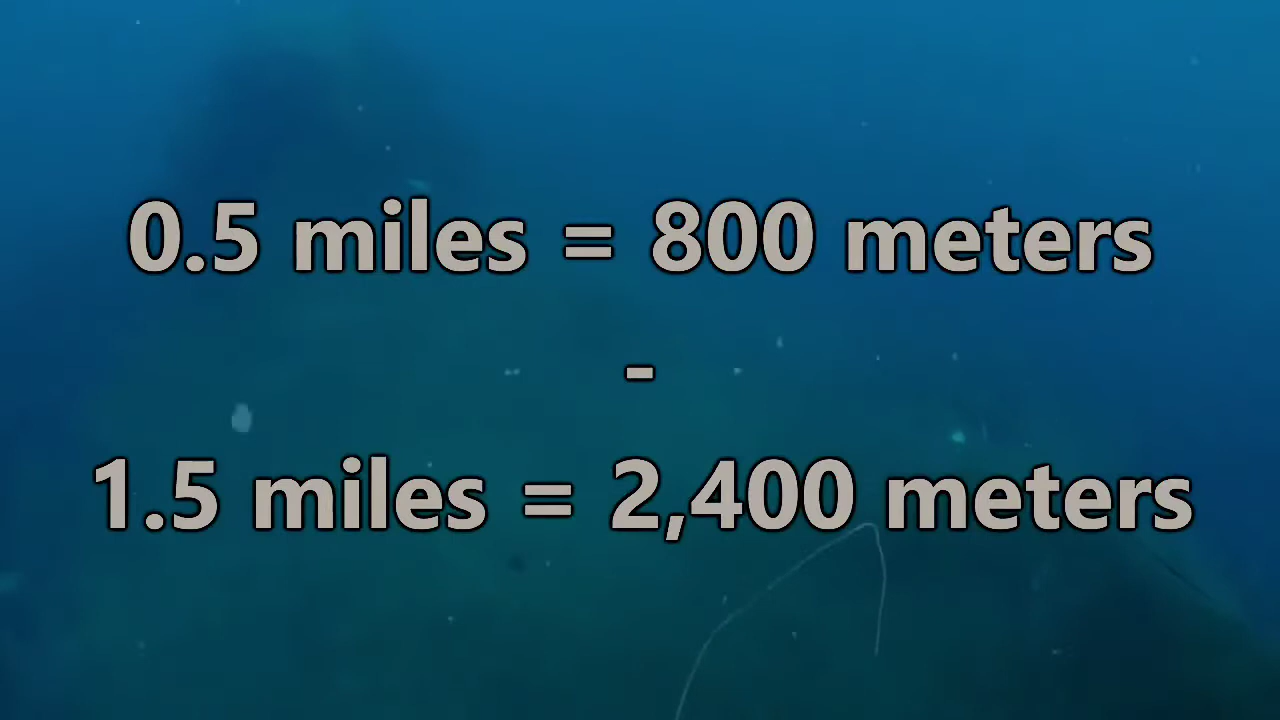 0.5 miles = 800 meters
-
1.5 miles = 2,400 meters